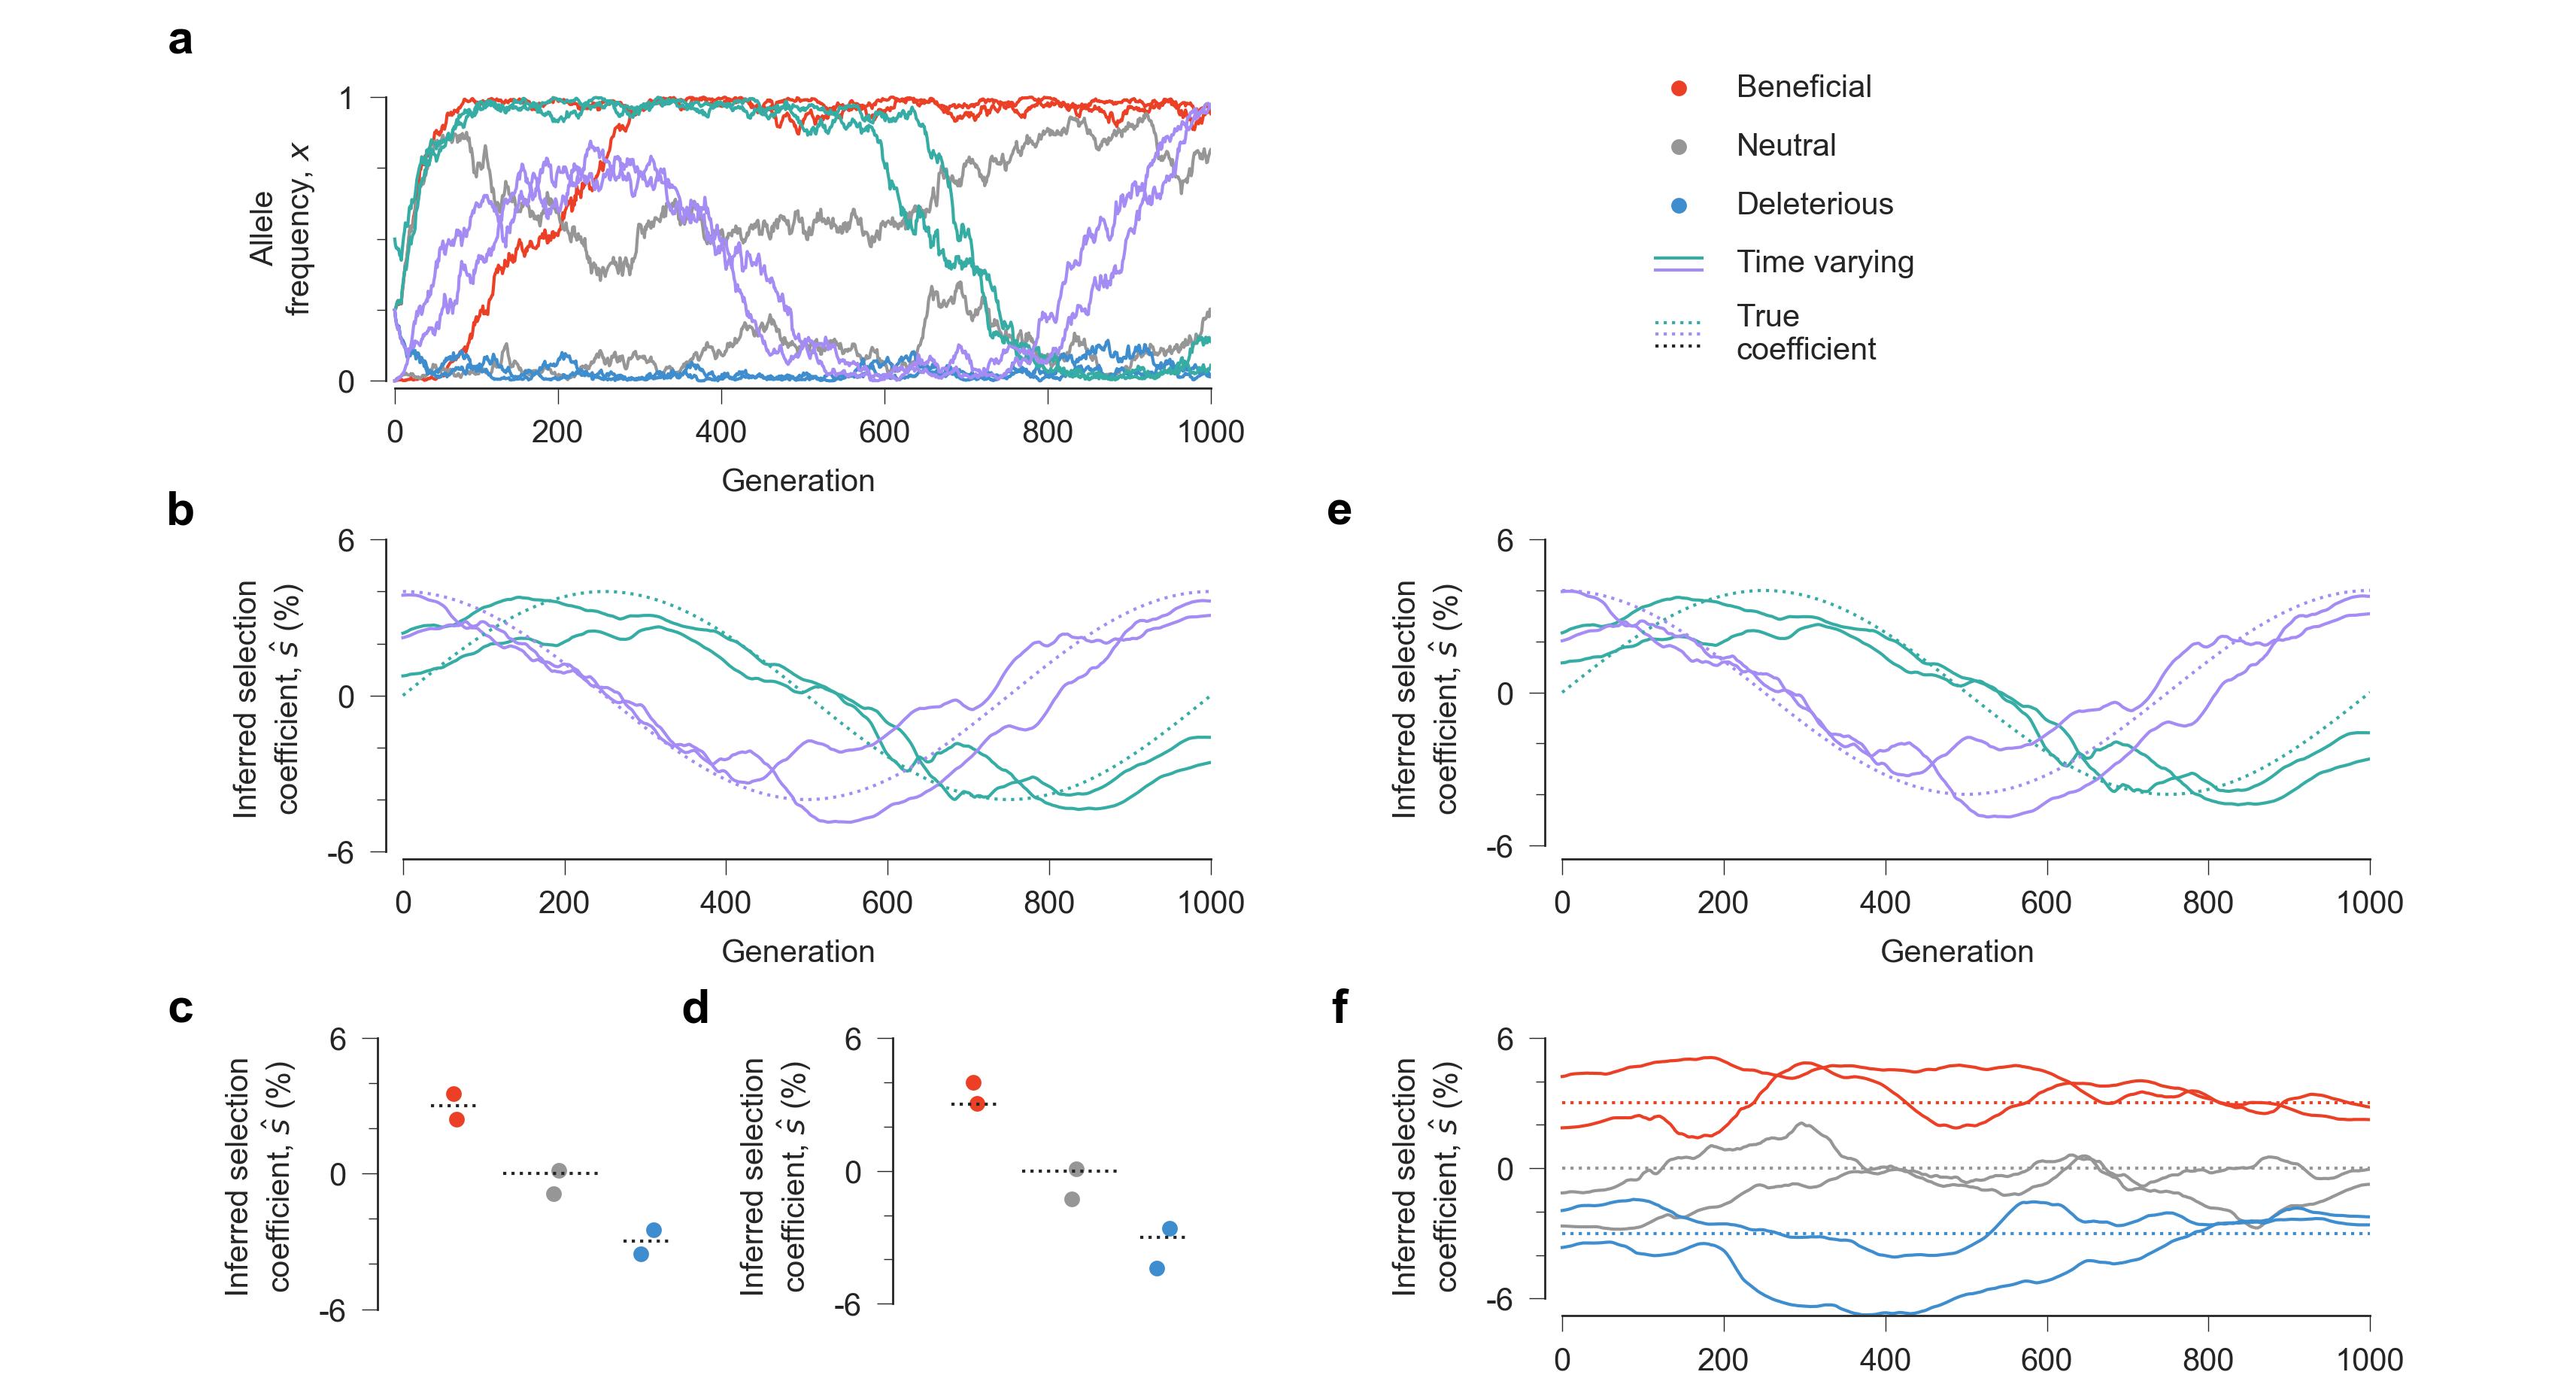 a
1
0
Allele
frequency, x
0 200 400 600 800 1000
Generation
Beneficial
Neutral
Deleterious
Time varying
True
coefficient
b
6
0
-6
Inferred selection
coefficient, ŝ (%)
0 200 400 600 800 1000
Generation
e
6
0
-6
Inferred selection
coefficient, ŝ (%)
0 200 400 600 800 1000
Generation
c
6
0
-6
Inferred selection
coefficient, ŝ (%)
d
6
0
-6
Inferred selection
coefficient, ŝ (%)
f
6
0
-6
Inferred selection
coefficient, ŝ (%)
0 200 400 600 800 1000